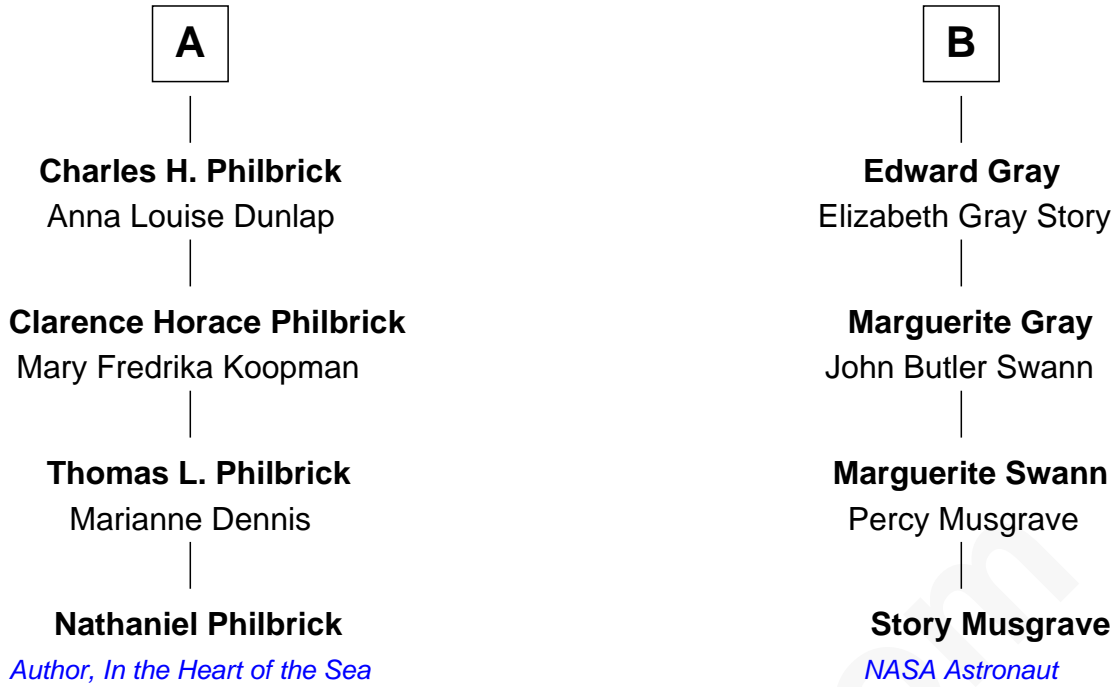 A
Charles H. Philbrick
Anna Louise Dunlap
Clarence Horace Philbrick
Mary Fredrika Koopman
Thomas L. Philbrick
Marianne Dennis
Nathaniel Philbrick
Author, In the Heart of the Sea
B
Edward Gray
Elizabeth Gray Story
Marguerite Gray
John Butler Swann
Marguerite Swann
Percy Musgrave
Story Musgrave
NASA Astronaut